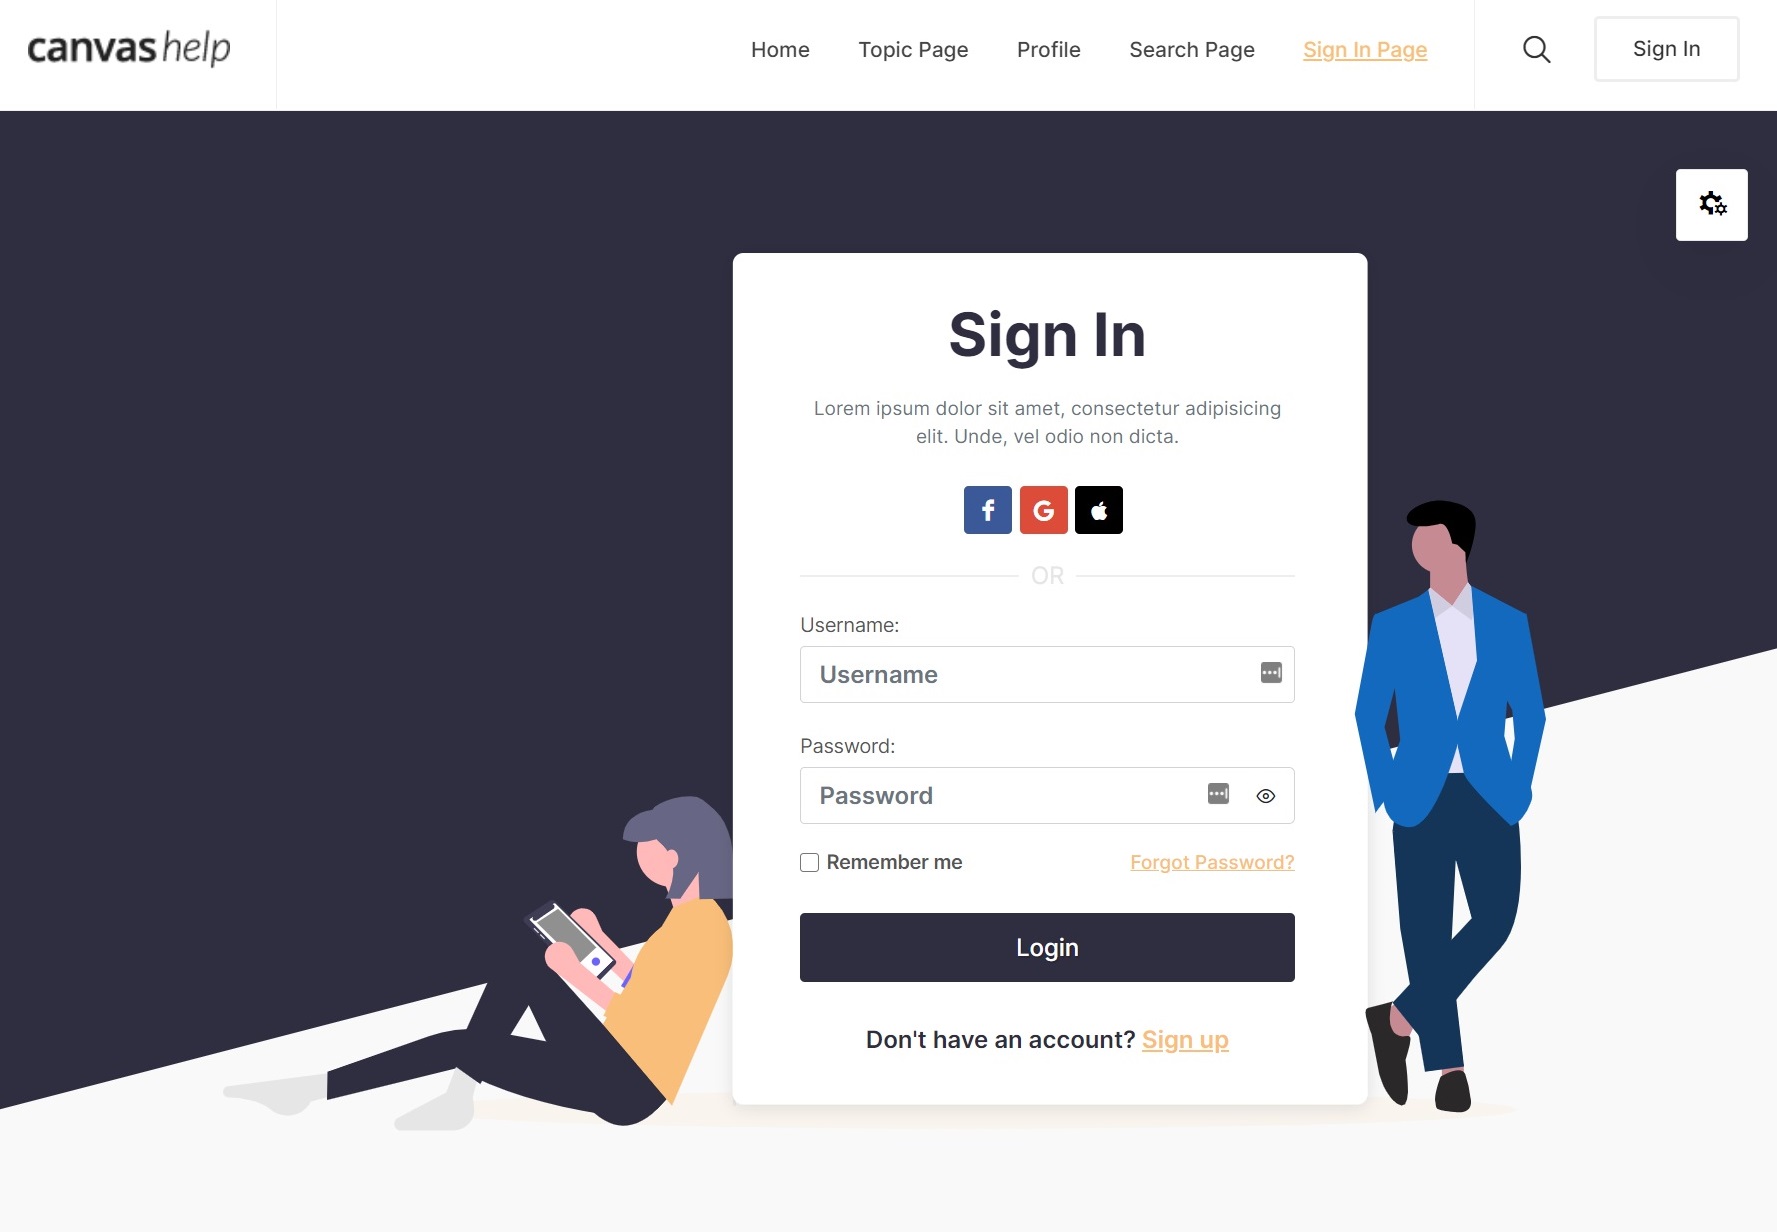 canvas help
Home
Topic Page
Profile
Search Page
Sign In Page
Sign In
Sign In
Lorem ipsum dolor sit amet, consectetur adipisicing
elit. Unde, vel odio non dicta.
OR
Username:
Username
Password:
Password
Remember me
Forgot Password?
Login
Don't have an account? Sign up